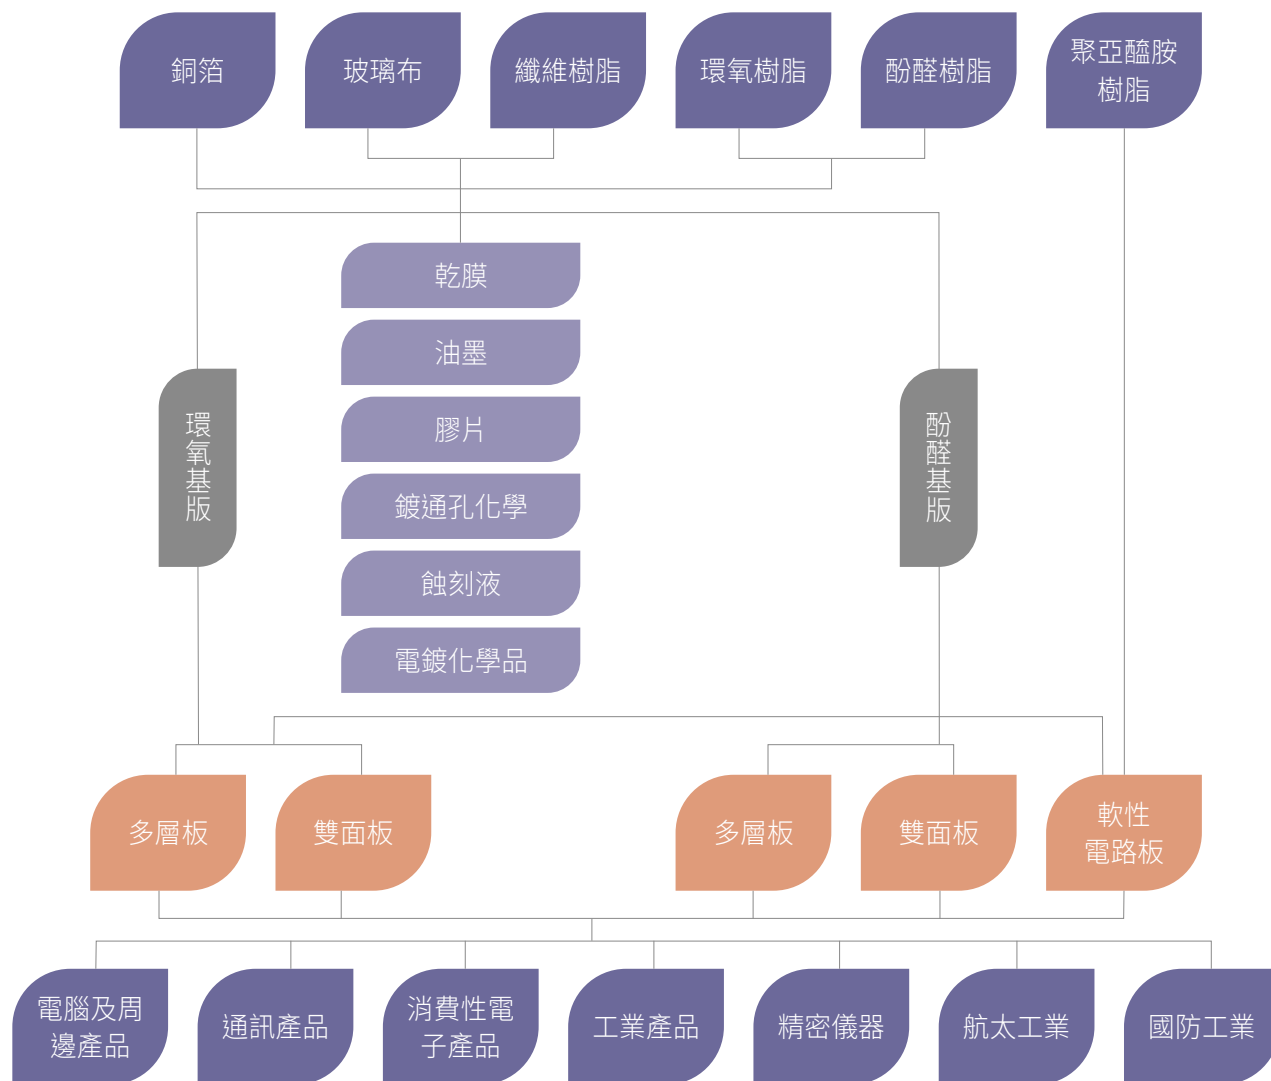 銅箔
玻璃布
纖維樹脂
環氧樹脂
酚醛樹脂
聚亞醯胺
樹脂
乾膜
油墨
膠片
鍍通孔化學
蝕刻液
電鍍化學品
環氧基版
酚醛基版
多層板
雙面板
多層板
雙面板
軟性
電路板
電腦及周
邊產品
通訊產品
消費性電
子產品
工業產品
精密儀器
航太工業
國防工業